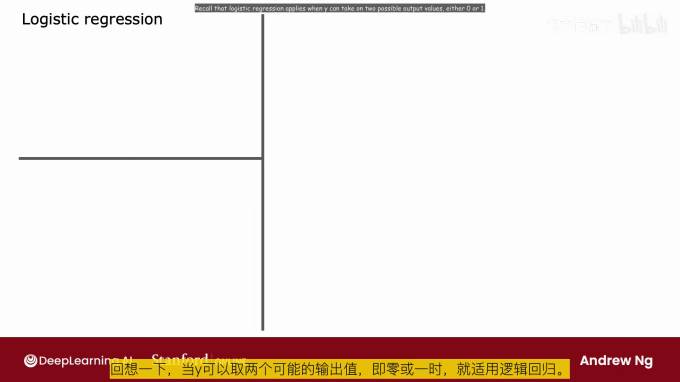 Recall that logistic regression applies when y can take on two possible output values, either 0 or 1.
Logistic regression
bilibili
DeepLearning.AI
Stanford
Andrew Ng
回想一下，当y可以取两个可能的输出值，即零或一时，就适用逻辑回归。